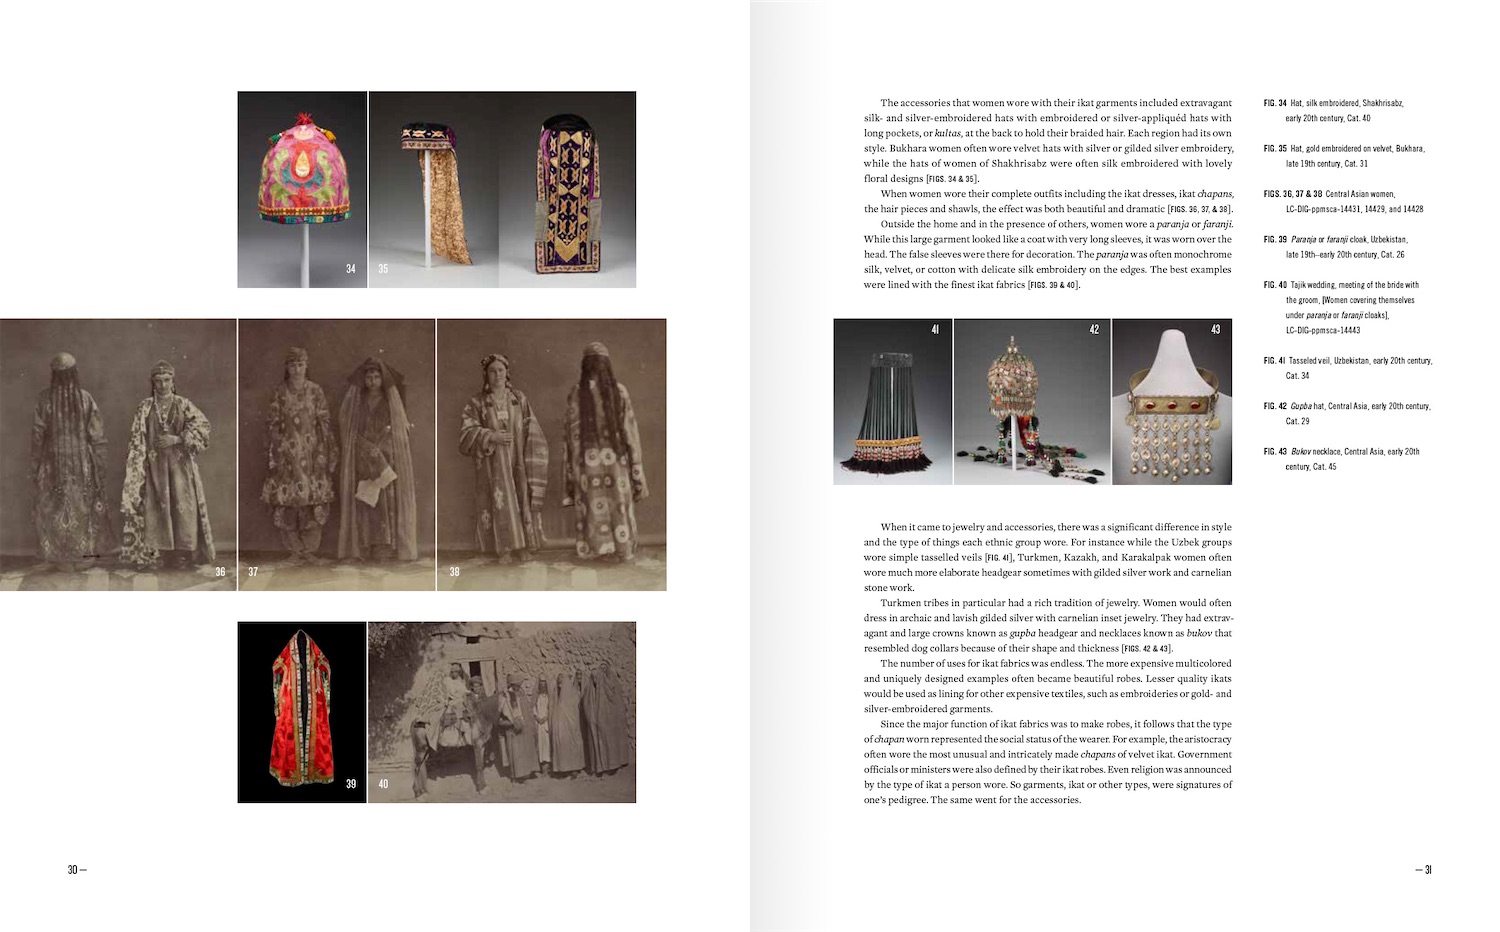 34
35
36
37
38
39
40
30 —
The accessories that women wore with their ikat garments included extravagant
silk- and silver-embroidered hats with embroidered or silver-appliquéd hats with
long pockets, or kultas, at the back to hold their braided hair. Each region had its own
style. Bukhara women often wore velvet hats with silver or gilded silver embroidery,
while the hats of women of Shakhrisabz were often silk embroidered with lovely
floral designs [FIGS. 34 & 35].
When women wore their complete outfits including the ikat dresses, ikat chapans,
the hair pieces and shawls, the effect was both beautiful and dramatic [FIGS. 36, 37, & 38].
Outside the home and in the presence of others, women wore a paranja or faranji.
While this large garment looked like a coat with very long sleeves, it was worn over the
head. The false sleeves were there for decoration. The paranja was often monochrome
silk, velvet, or cotton with delicate silk embroidery on the edges. The best examples
were lined with the finest ikat fabrics [FIGS. 39 & 40].
41
42
43
When it came to jewelry and accessories, there was a significant difference in style
and the type of things each ethnic group wore. For instance while the Uzbek groups
wore simple tasselled veils [FIG. 41], Turkmen, Kazakh, and Karakalpak women often
wore much more elaborate headgear sometimes with gilded silver work and carnelian
stone work.
Turkmen tribes in particular had a rich tradition of jewelry. Women would often
dress in archaic and lavish gilded silver with carnelian inset jewelry. They had extrav-
agant and large crowns known as gupba headgear and necklaces known as bukov that
resembled dog collars because of their shape and thickness [FIGS. 42 & 43].
The number of uses for ikat fabrics was endless. The more expensive multicolored
and uniquely designed examples often became beautiful robes. Lesser quality ikats
would be used as lining for other expensive textiles, such as embroideries or gold- and
silver-embroidered garments.
Since the major function of ikat fabrics was to make robes, it follows that the type
of chapan worn represented the social status of the wearer. For example, the aristocracy
often wore the most unusual and intricately made chapans of velvet ikat. Government
officials or ministers were also defined by their ikat robes. Even religion was announced
by the type of ikat a person wore. So garments, ikat or other types, were signatures of
one's pedigree. The same went for the accessories.
FIG. 34 Hat, silk embroidered, Shakhrisabz,
early 20th century, Cat. 40
FIG. 35 Hat, gold embroidered on velvet, Bukhara,
late 19th century, Cat. 31
FIGS. 36, 37 & 38 Central Asian women,
LC-DIG-ppmsca-14431, 14429, and 14428
FIG. 39 Paranja or faranji cloak, Uzbekistan,
late 19th–early 20th century, Cat. 26
FIG. 40 Tajik wedding, meeting of the bride with
the groom, [Women covering themselves
under paranja or faranji cloaks],
LC-DIG-ppmsca-14443
FIG. 41 Tasseled veil, Uzbekistan, early 20th century,
Cat. 34
FIG. 42 Gupba hat, Central Asia, early 20th century,
Cat. 29
FIG. 43 Bukov necklace, Central Asia, early 20th
century, Cat. 45
— 31